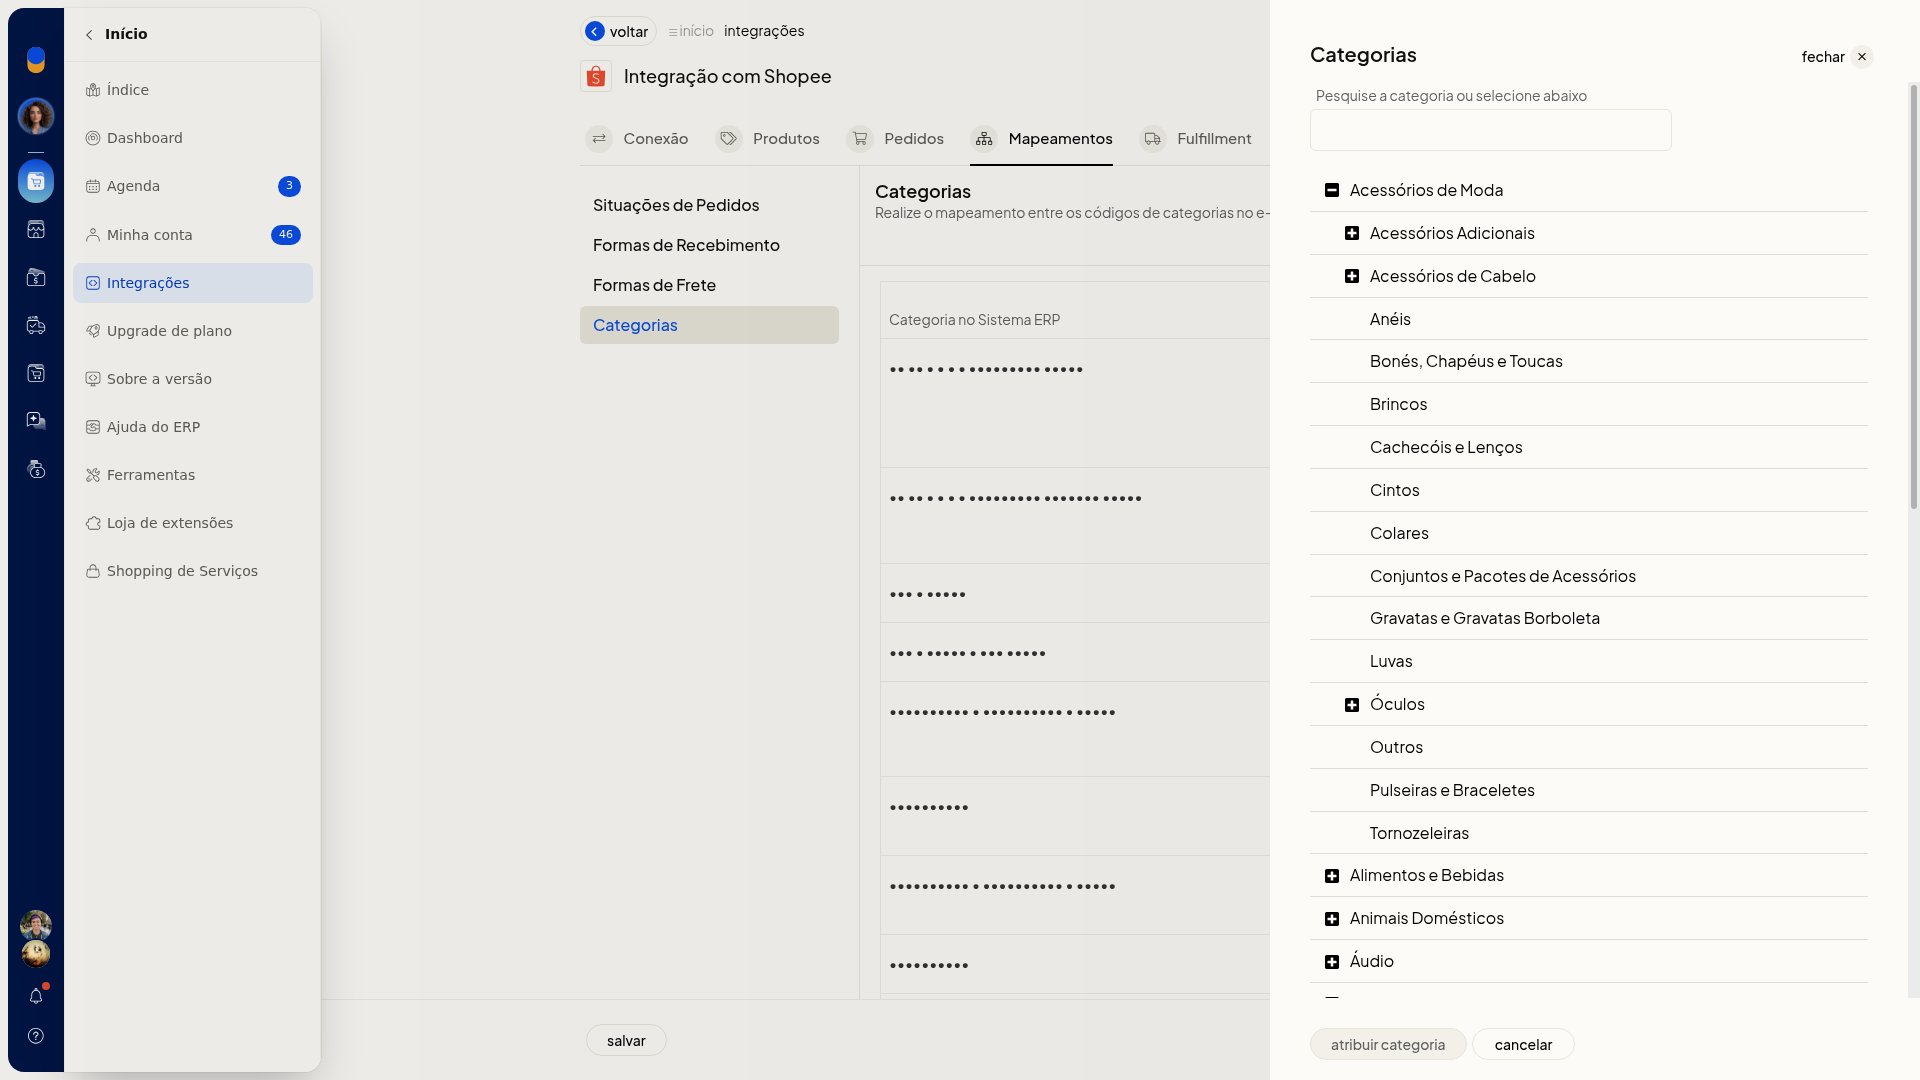 Início
Índice
Dashboard
Agenda
3
Minha conta
46
Integrações
Upgrade de plano
Sobre a versão
Ajuda do ERP
Ferramentas
Loja de extensões
Shopping de Serviços
voltar
início
integrações
Integração com Shopee
Conexão
Produtos
Pedidos
Mapeamentos
Fulfillment
Situações de Pedidos
Formas de Recebimento
Formas de Frete
Categorias
Categorias
Realize o mapeamento entre os códigos de categorias no e-
Categoria no Sistema ERP
salvar
Categorias
fechar
Pesquise a categoria ou selecione abaixo
Acessórios de Moda
Acessórios Adicionais
Acessórios de Cabelo
Anéis
Bonés, Chapéus e Toucas
Brincos
Cachecóis e Lenços
Cintos
Colares
Conjuntos e Pacotes de Acessórios
Gravatas e Gravatas Borboleta
Luvas
Óculos
Outros
Pulseiras e Braceletes
Tornozeleiras
Alimentos e Bebidas
Animais Domésticos
Áudio
atribuir categoria
cancelar